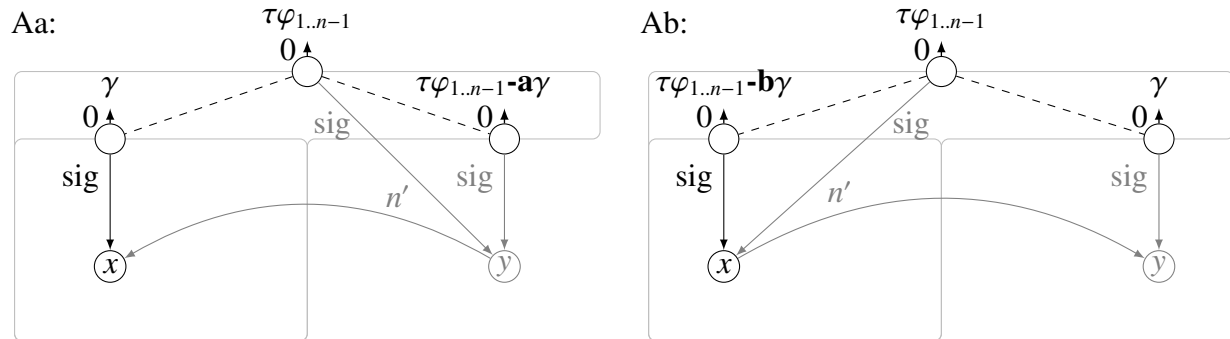 Aa:
τφ₁..ₙ₋₁
0
γ
0
τφ₁..ₙ₋₁-aγ
0
sig
sig
sig
n′
x
y
Ab:
τφ₁..ₙ₋₁
0
τφ₁..ₙ₋₁-bγ
0
γ
0
sig
sig
sig
n′
x
y